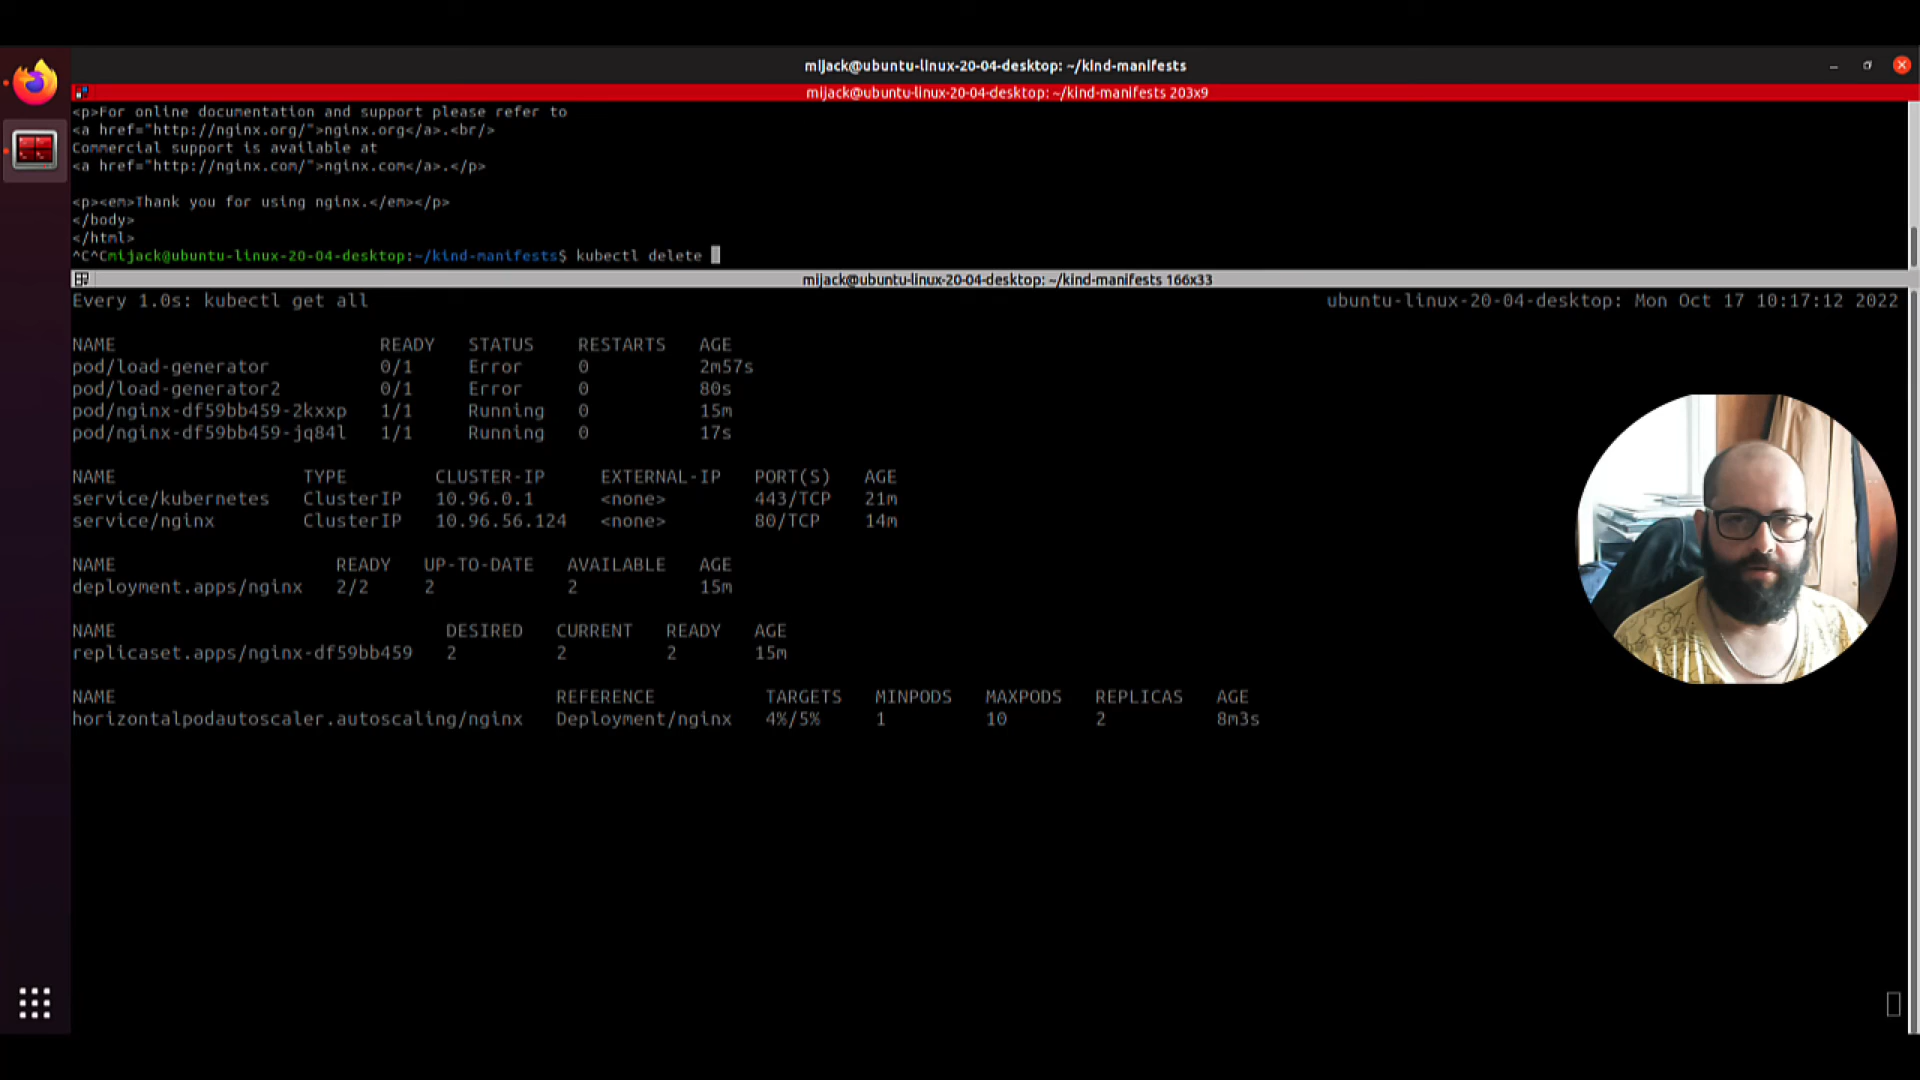 mijack@ubuntu-linux-20-04-desktop: ~/kind-manifests
mijack@ubuntu-linux-20-04-desktop: ~/kind-manifests 203x9
<p>For online documentation and support please refer to
<a href="http://nginx.org/">nginx.org</a>.<br/>
Commercial support is available at
<a href="http://nginx.com/">nginx.com</a>.</p>
<p><em>Thank you for using nginx.</em></p>
</body>
</html>
^C^Cmijack@ubuntu-linux-20-04-desktop:~/kind-manifests$ kubectl delete
mijack@ubuntu-linux-20-04-desktop: ~/kind-manifests 166x33
Every 1.0s: kubectl get all ubuntu-linux-20-04-desktop: Mon Oct 17 10:17:12 2022
NAME READY STATUS RESTARTS AGE
pod/load-generator 0/1 Error 0 2m57s
pod/load-generator2 0/1 Error 0 80s
pod/nginx-df59bb459-2kxxp 1/1 Running 0 15m
pod/nginx-df59bb459-jq84l 1/1 Running 0 17s
NAME TYPE CLUSTER-IP EXTERNAL-IP PORT(S) AGE
service/kubernetes ClusterIP 10.96.0.1 <none> 443/TCP 21m
service/nginx ClusterIP 10.96.56.124 <none> 80/TCP 14m
NAME READY UP-TO-DATE AVAILABLE AGE
deployment.apps/nginx 2/2 2 2 15m
NAME DESIRED CURRENT READY AGE
replicaset.apps/nginx-df59bb459 2 2 2 15m
NAME REFERENCE TARGETS MINPODS MAXPODS REPLICAS AGE
horizontalpodautoscaler.autoscaling/nginx Deployment/nginx 4%/5% 1 10 2 8m3s